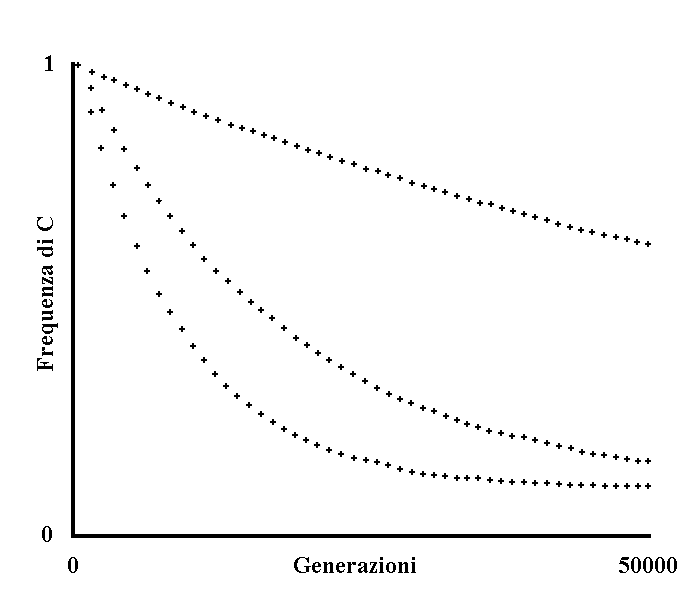 1
Frequenza di C
0
0
Generazioni
50000